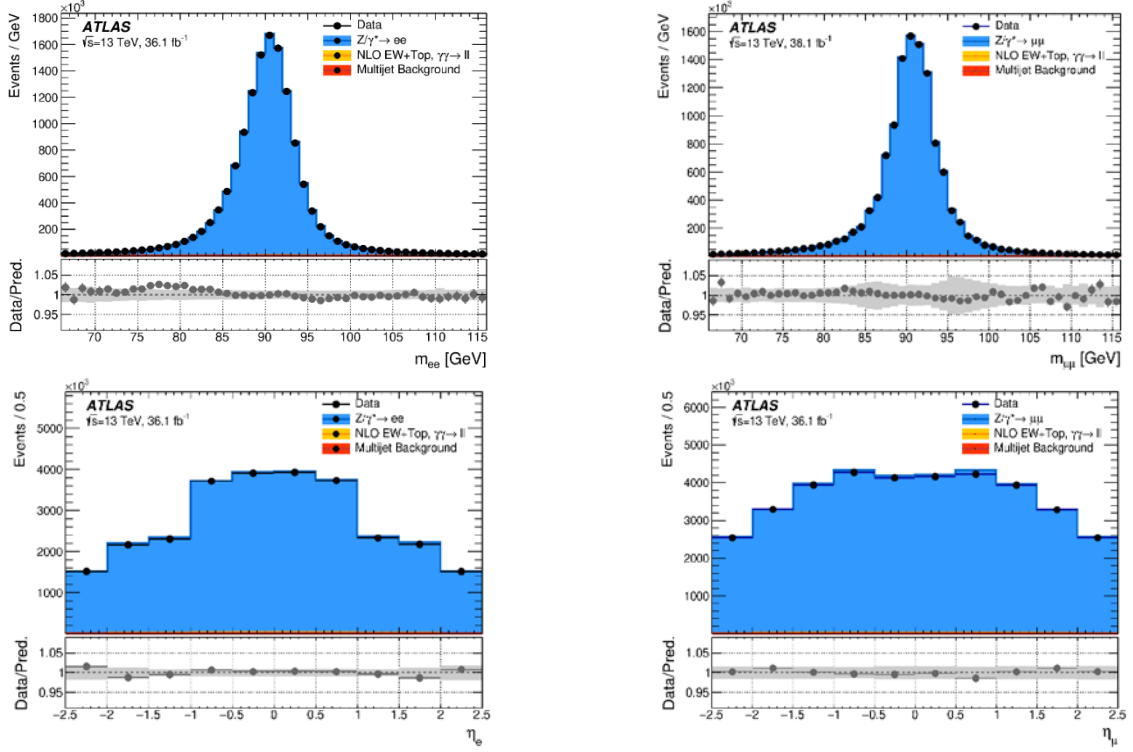 ×10³
Events / GeV
1800
1600
1400
1200
1000
800
600
400
200
ATLAS
√s=13 TeV, 36.1 fb⁻¹
Data
Z/γ*→ ee
NLO EW+Top, γγ→ ll
Multijet Background
Data/Pred.
1.05
1
0.95
70 75 80 85 90 95 100 105 110 115
m_ee [GeV]
×10³
Events / GeV
1600
1400
1200
1000
800
600
400
200
ATLAS
√s=13 TeV, 36.1 fb⁻¹
Data
Z/γ*→ μμ
NLO EW+Top, γγ→ ll
Multijet Background
Data/Pred.
1.05
1
0.95
70 75 80 85 90 95 100 105 110 115
m_μμ [GeV]
×10³
Events / 0.5
5000
4000
3000
2000
1000
ATLAS
√s=13 TeV, 36.1 fb⁻¹
Data
Z/γ*→ ee
NLO EW+Top, γγ→ ll
Multijet Background
Data/Pred.
1.05
1
0.95
−2.5 −2 −1.5 −1 −0.5 0 0.5 1 1.5 2 2.5
η_e
×10³
Events / 0.5
6000
5000
4000
3000
2000
1000
ATLAS
√s=13 TeV, 36.1 fb⁻¹
Data
Z/γ*→ μμ
NLO EW+Top, γγ→ ll
Multijet Background
Data/Pred.
1.05
1
0.95
−2.5 −2 −1.5 −1 −0.5 0 0.5 1 1.5 2 2.5
η_μ